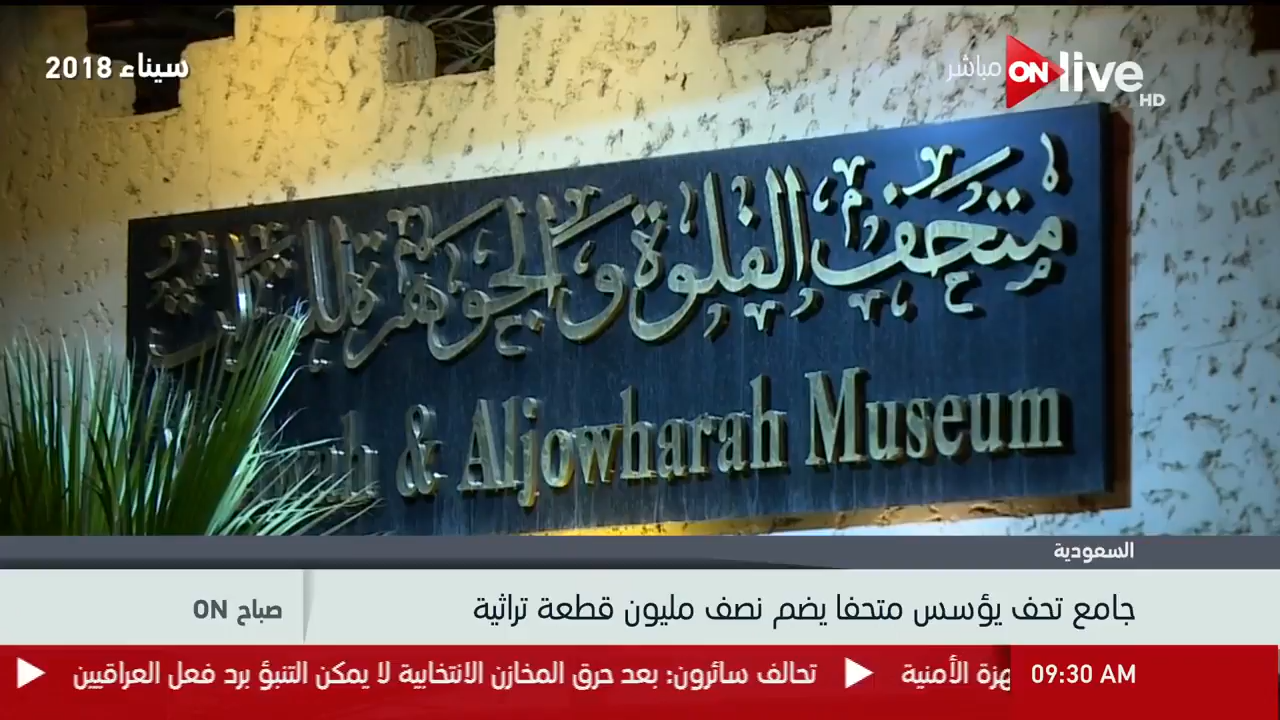 سيناء 2018
مباشر ON live HD
متحف الفلوة والجوهرة للتراث
& Aljowharah Museum
السعودية
جامع تحف يؤسس متحفا يضم نصف مليون قطعة تراثية
صباح ON
09:30 AM
الأمنية ◀ تحالف سائرون: بعد حرق المخازن الانتخابية لا يمكن التنبؤ برد فعل العراقيين ◀